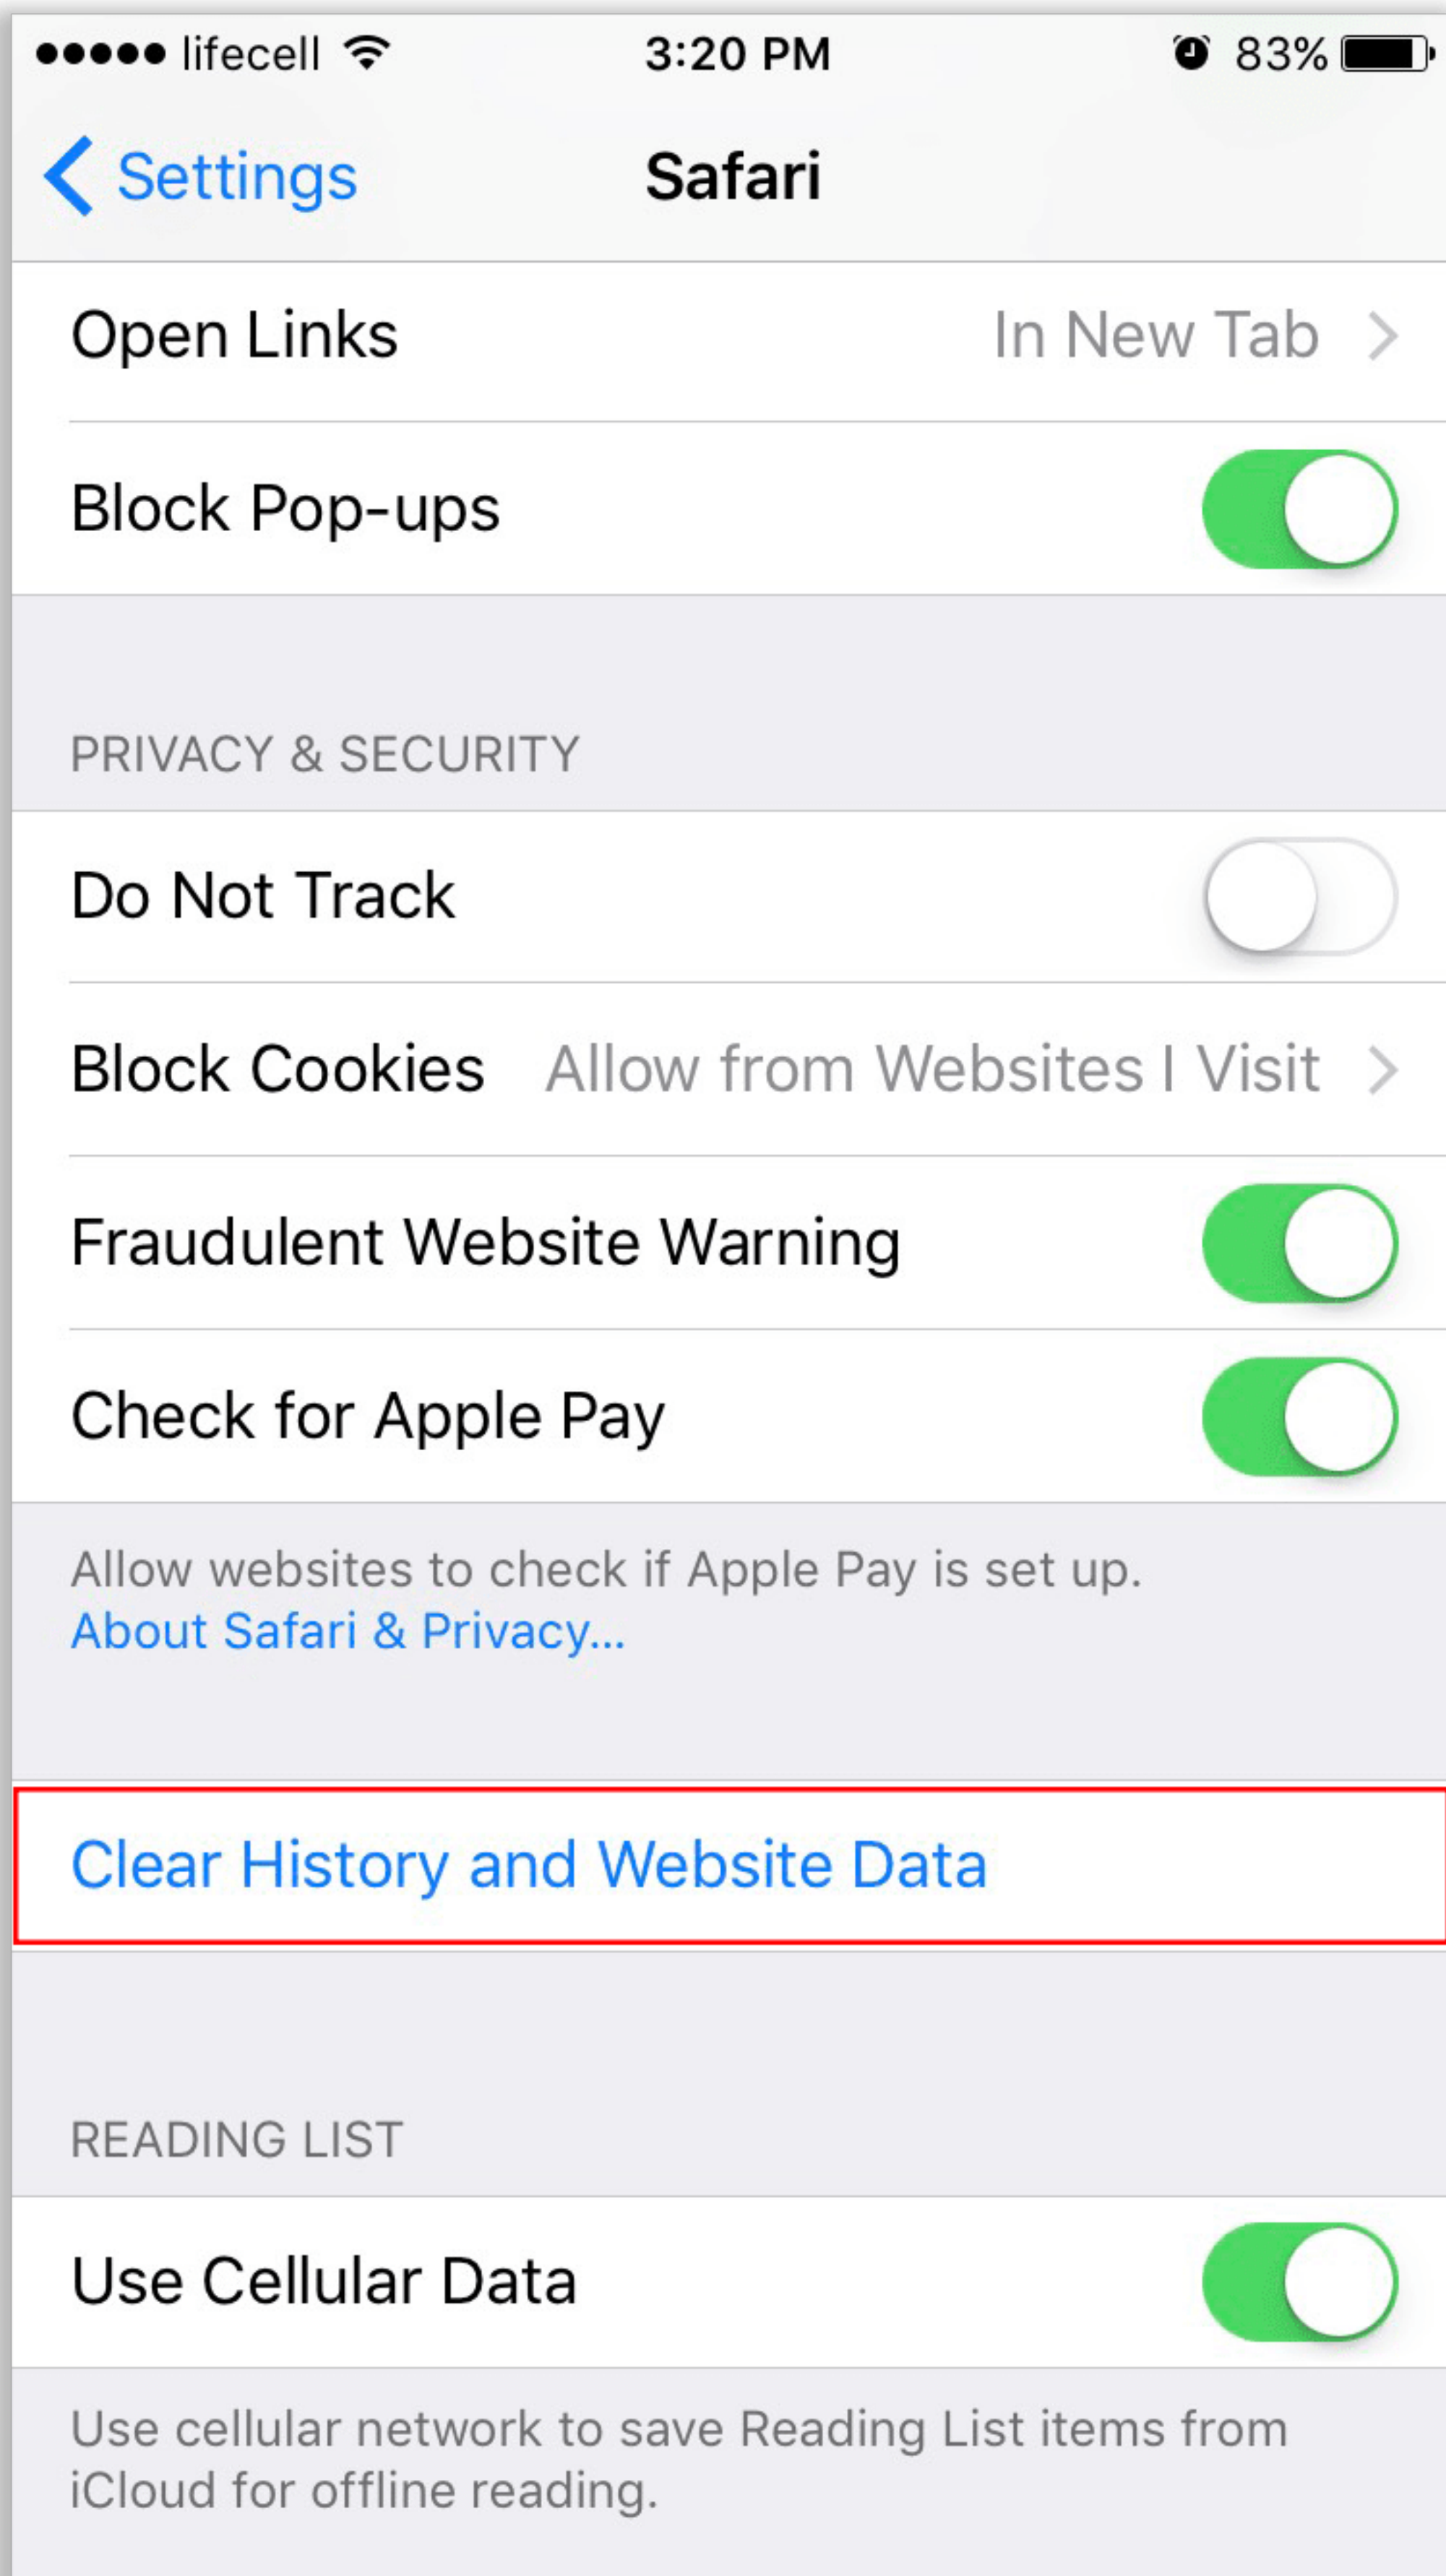 lifecell 3:20 PM 83%
Settings Safari
Open Links In New Tab
Block Pop-ups
PRIVACY & SECURITY
Do Not Track
Block Cookies Allow from Websites I Visit
Fraudulent Website Warning
Check for Apple Pay
Allow websites to check if Apple Pay is set up.
About Safari & Privacy...
Clear History and Website Data
READING LIST
Use Cellular Data
Use cellular network to save Reading List items from
iCloud for offline reading.